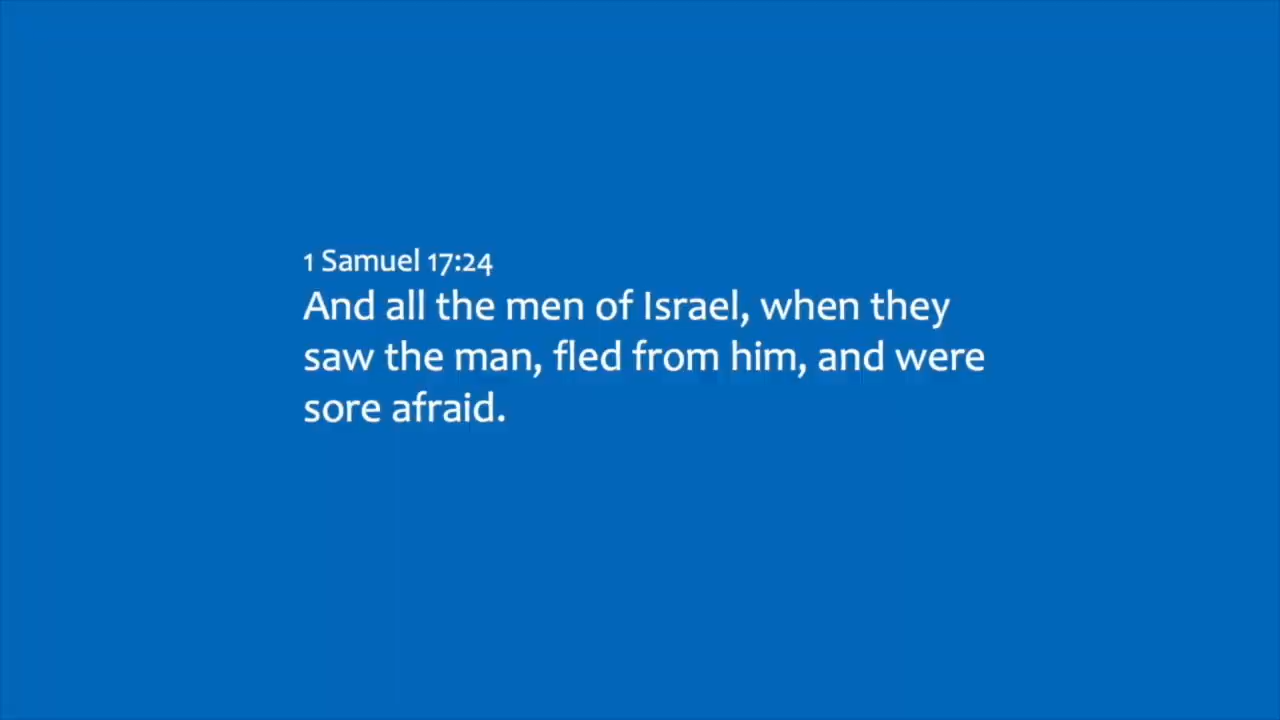 1 Samuel 17:24
And all the men of Israel, when they
saw the man, fled from him, and were
sore afraid.